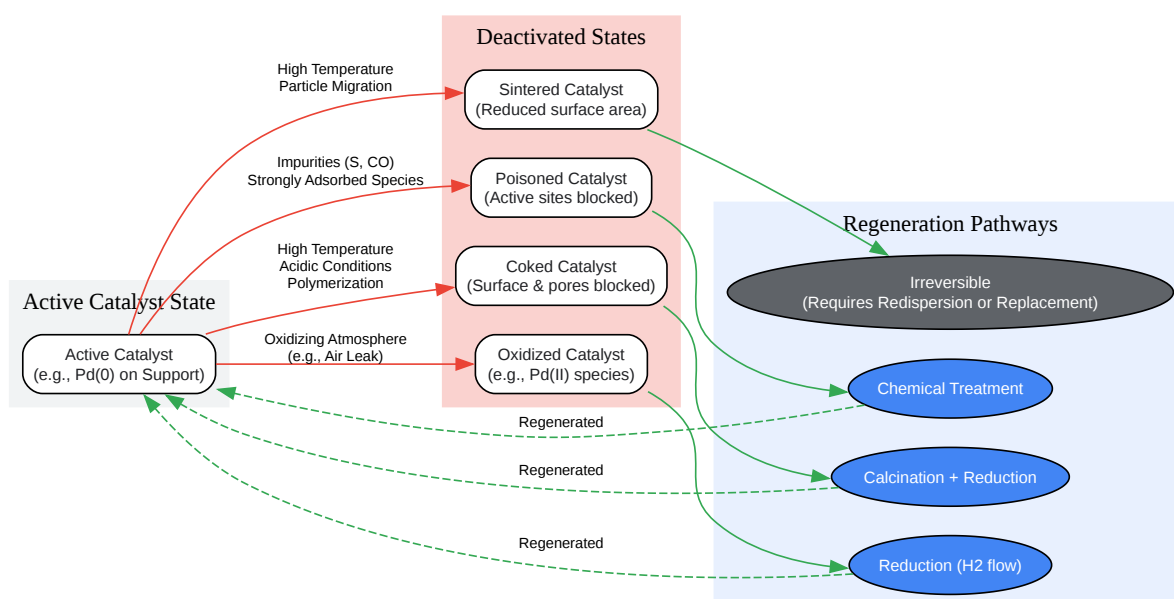 Deactivated States
High Temperature
Particle Migration
Sintered Catalyst
(Reduced surface area)
Impurities (S, CO)
Strongly Adsorbed Species
Poisoned Catalyst
(Active sites blocked)
High Temperature
Acidic Conditions
Polymerization
Coked Catalyst
(Surface & pores blocked)
Active Catalyst State
Active Catalyst
(e.g., Pd(0) on Support)
Oxidizing Atmosphere
(e.g., Air Leak)
Oxidized Catalyst
(e.g., Pd(II) species)
Regeneration Pathways
Irreversible
(Requires Redispersion or Replacement)
Chemical Treatment
Regenerated
Calcination + Reduction
Regenerated
Reduction (H2 flow)
Regenerated